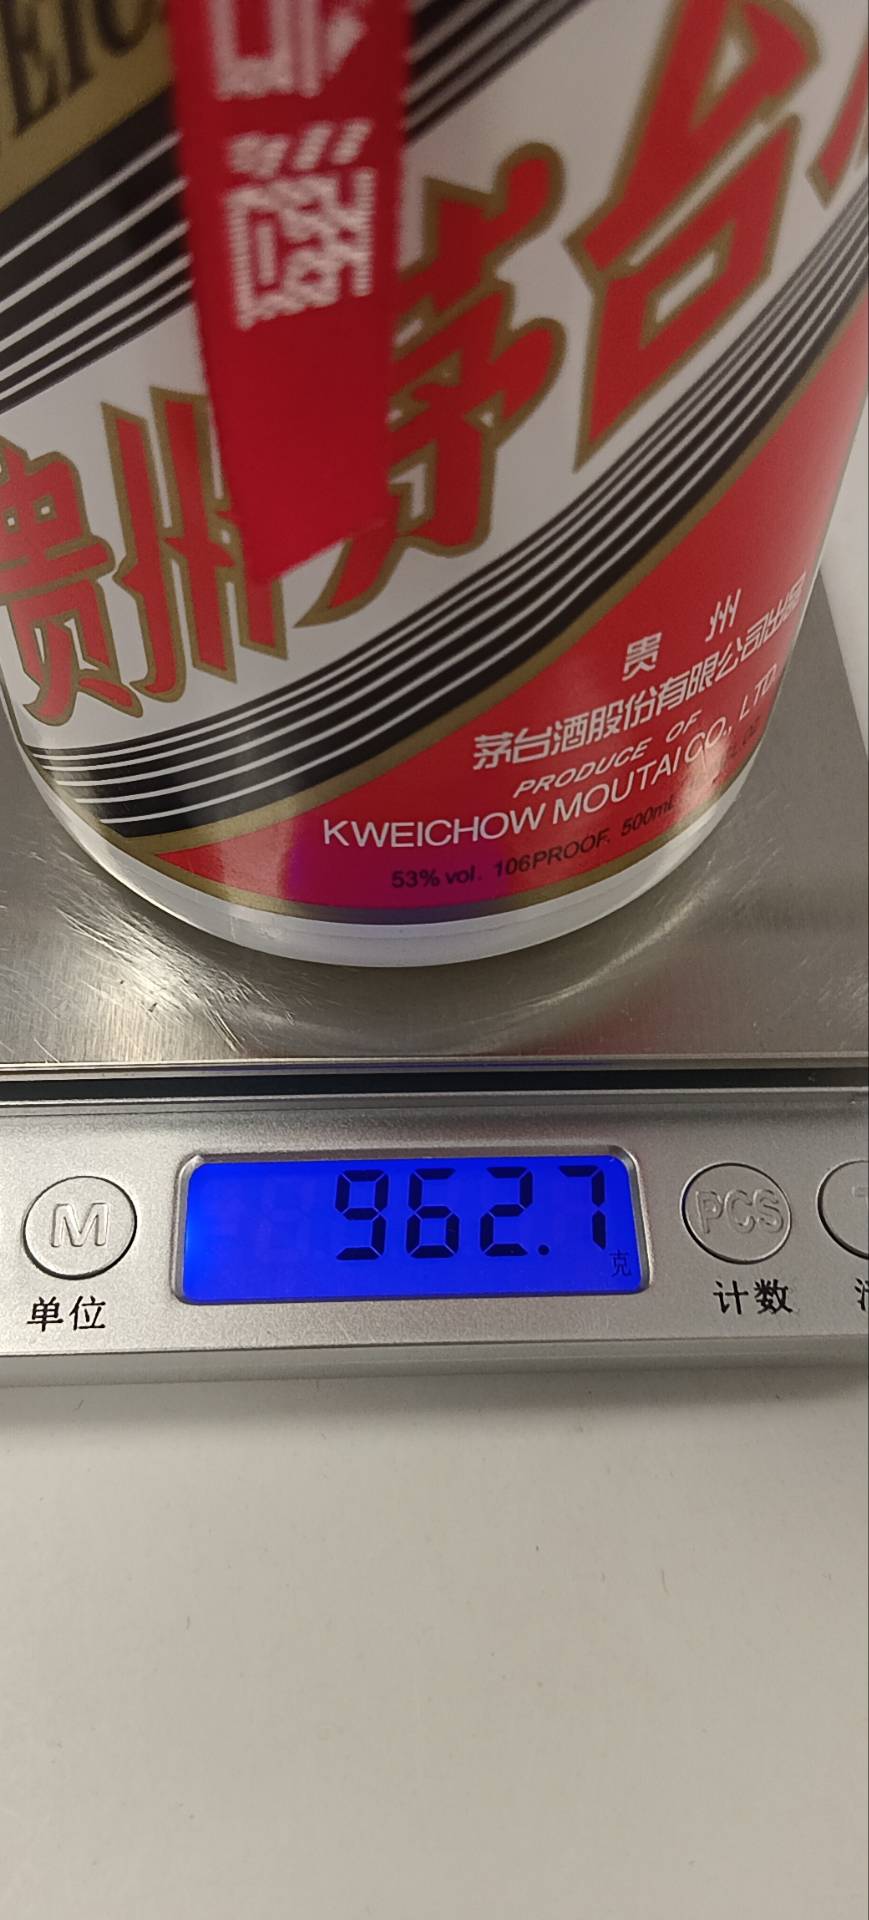 EIC
贵州茅台
贵 州
茅台酒股份有限公司出品
PRODUCE OF
KWEICHOW MOUTAI CO., LTD.
53% vol. 106PROOF. 500mL
962.7
克
M
PCS
单位
计数